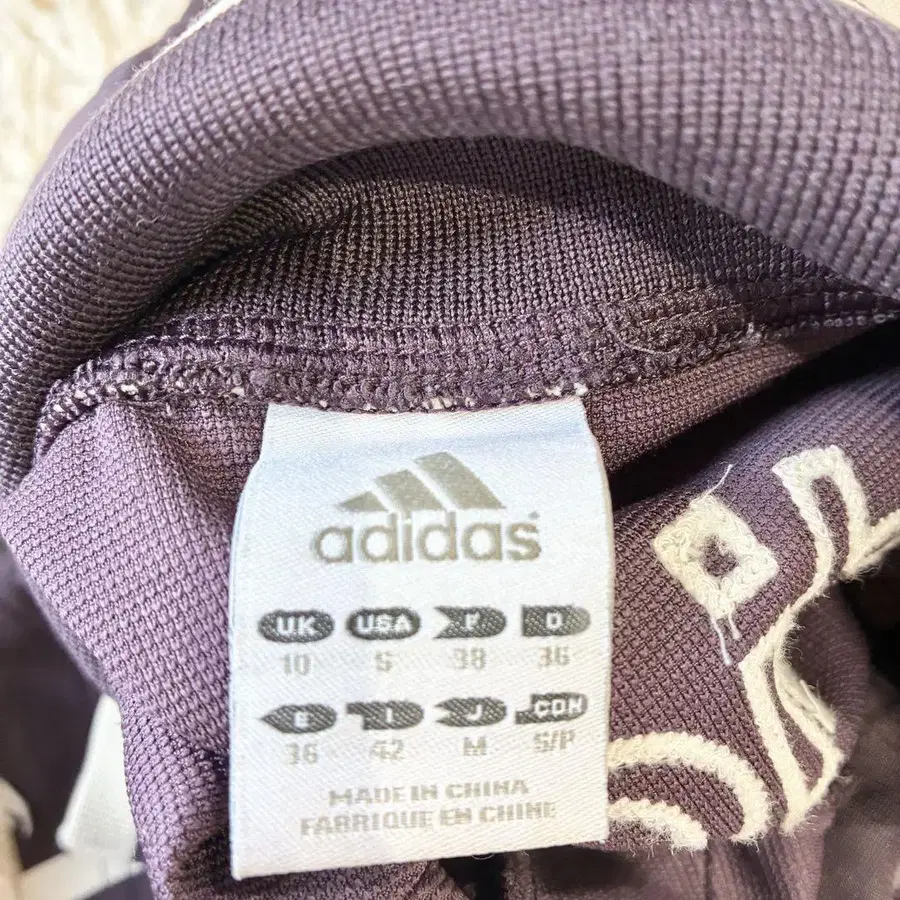 adidas
UK USA F D
10 S 38 36
E I J CDN
36 42 M S/P
MADE IN CHINA
FABRIQUE EN CHINE